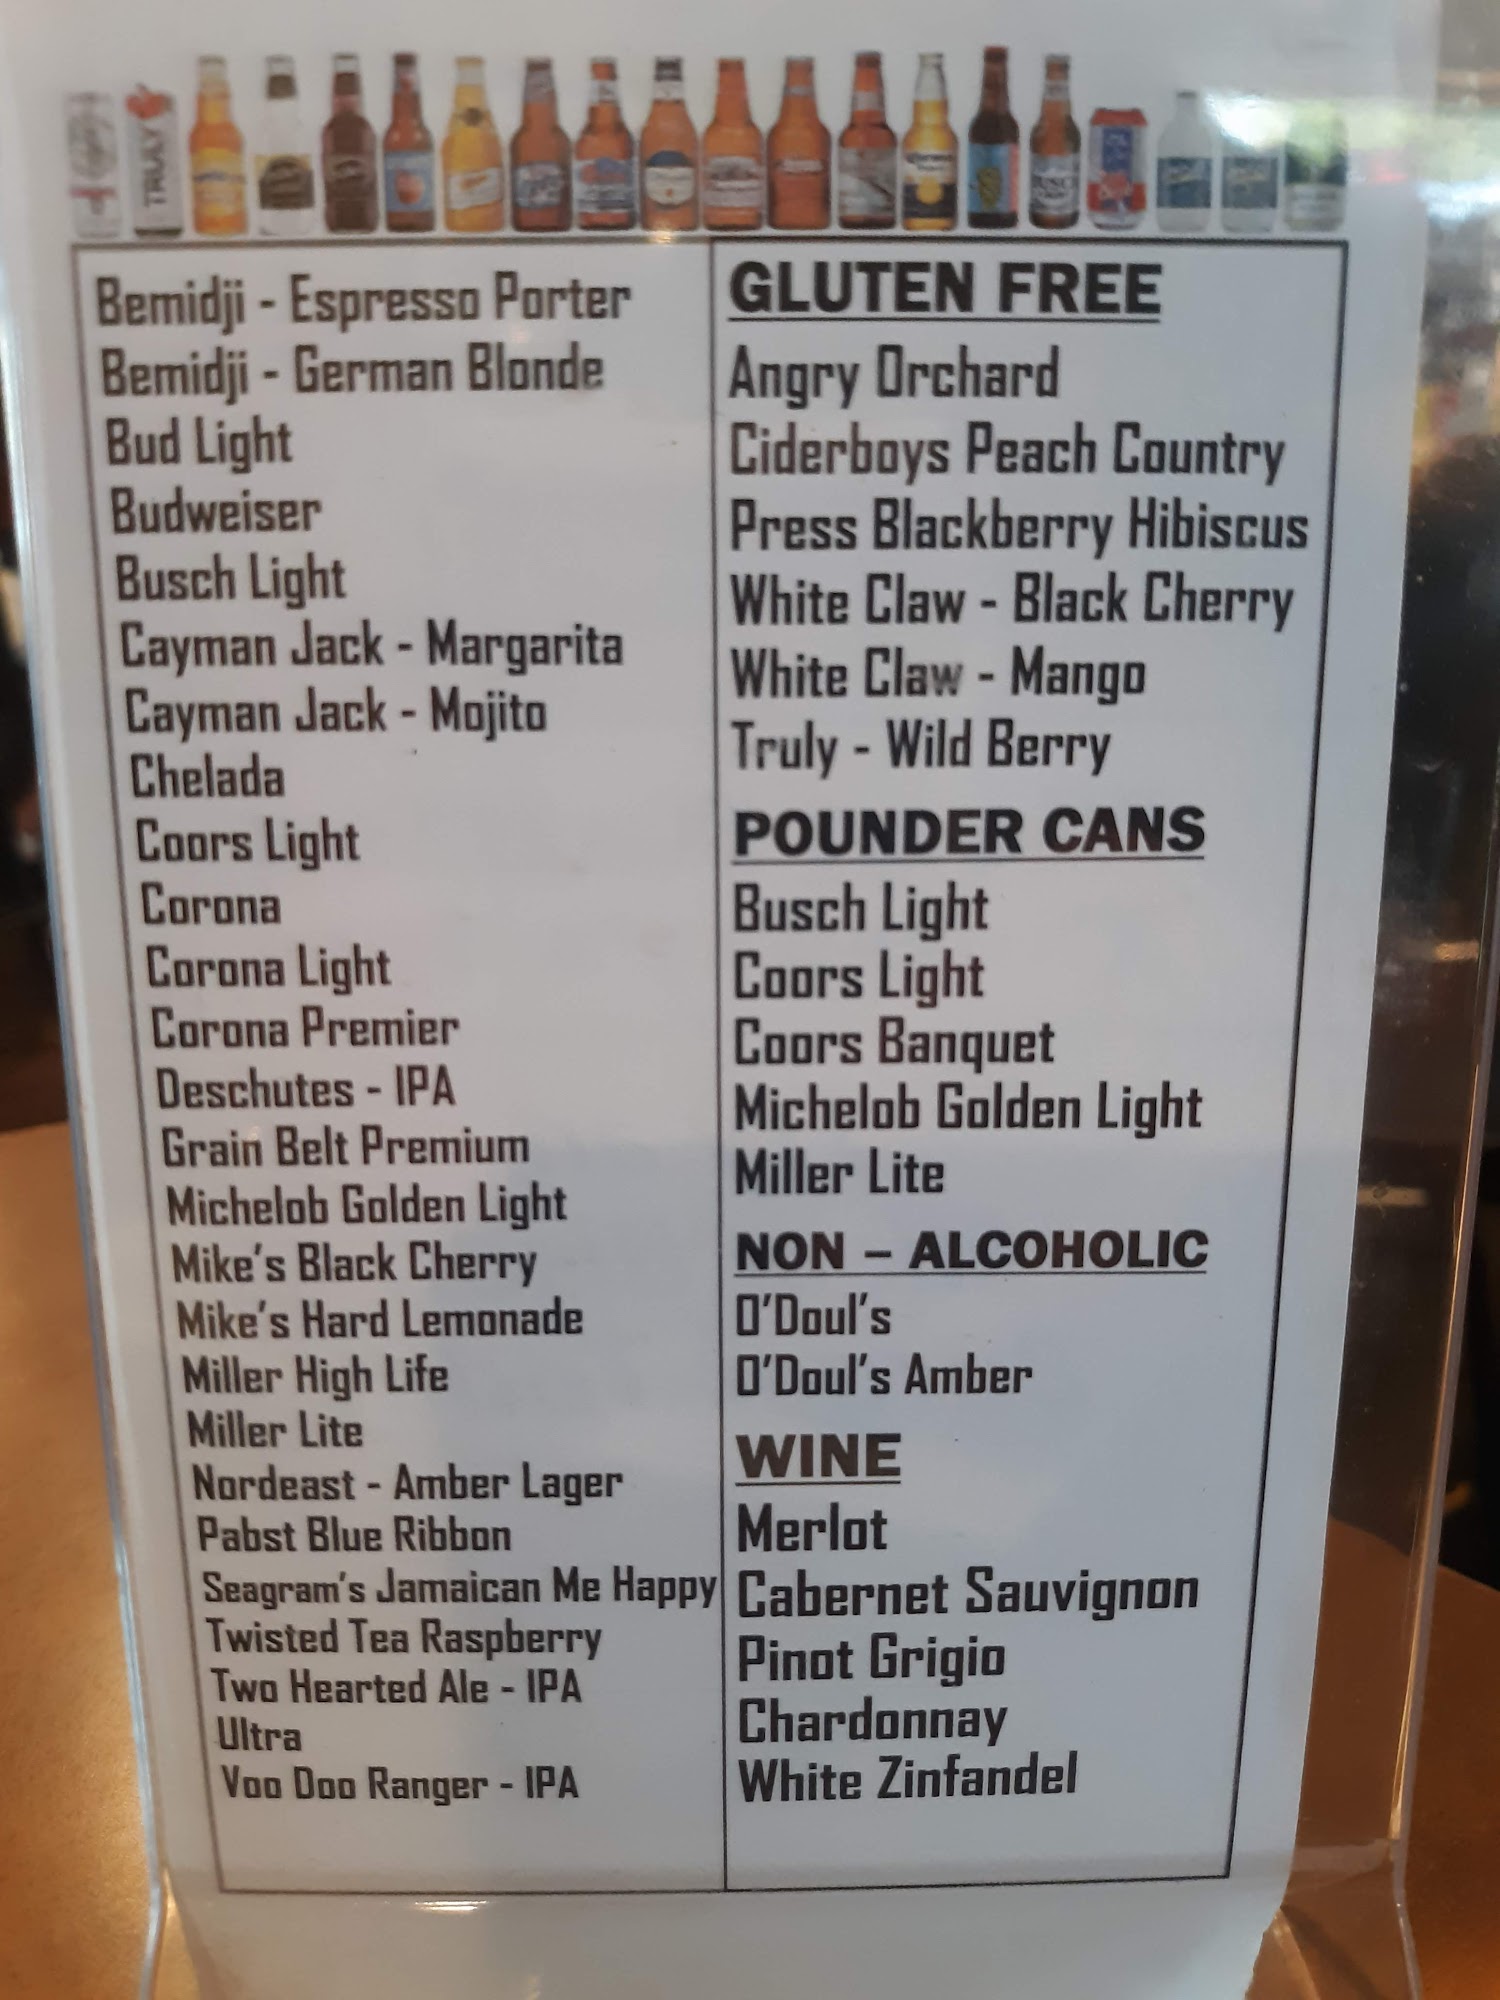 TRULY
Bemidji - Espresso Porter
Bemidji - German Blonde
Bud Light
Budweiser
Busch Light
Cayman Jack - Margarita
Cayman Jack - Mojito
Chelada
Coors Light
Corona
Corona Light
Corona Premier
Deschutes - IPA
Grain Belt Premium
Michelob Golden Light
Mike's Black Cherry
Mike's Hard Lemonade
Miller High Life
Miller Lite
Nordeast - Amber Lager
Pabst Blue Ribbon
Seagram's Jamaican Me Happy
Twisted Tea Raspberry
Two Hearted Ale - IPA
Ultra
Voo Doo Ranger - IPA
GLUTEN FREE
Angry Orchard
Ciderboys Peach Country
Press Blackberry Hibiscus
White Claw - Black Cherry
White Claw - Mango
Truly - Wild Berry
POUNDER CANS
Busch Light
Coors Light
Coors Banquet
Michelob Golden Light
Miller Lite
NON – ALCOHOLIC
O'Doul's
O'Doul's Amber
WINE
Merlot
Cabernet Sauvignon
Pinot Grigio
Chardonnay
White Zinfandel